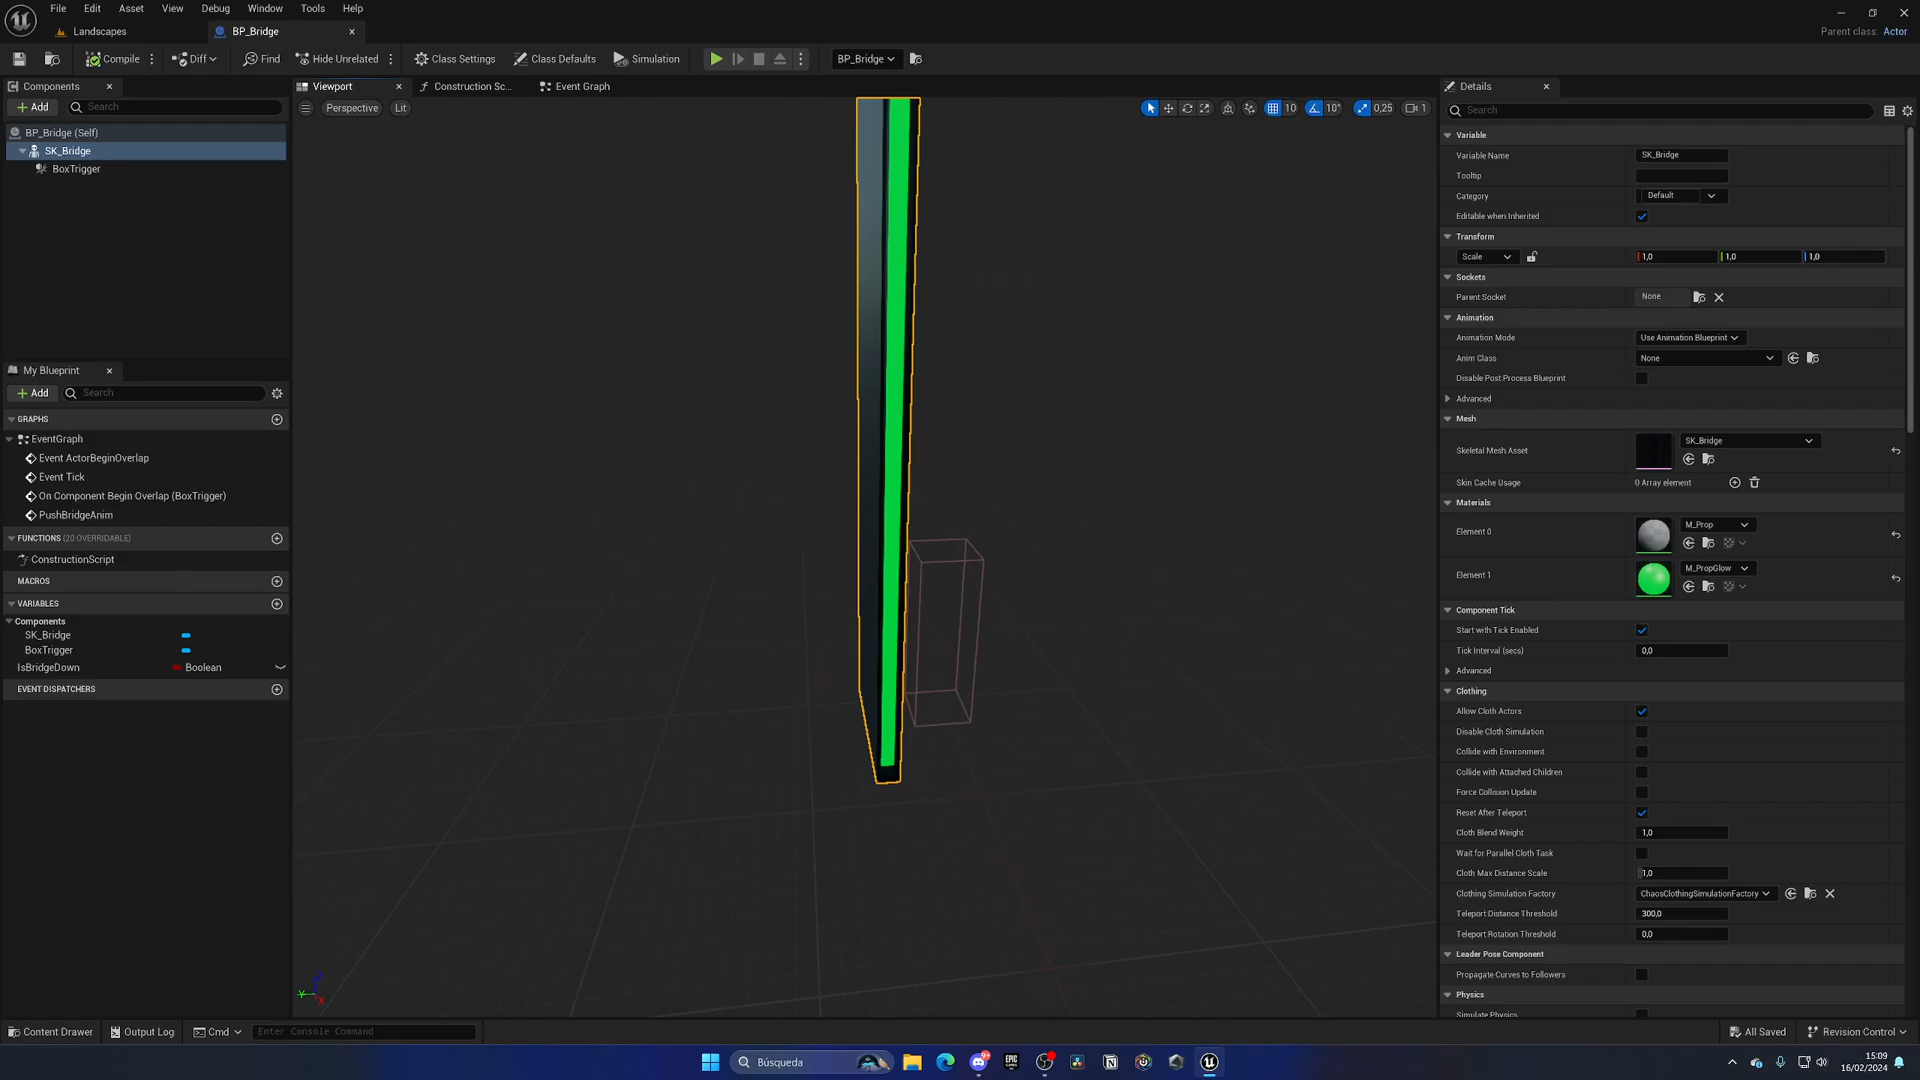 File Edit Asset View Debug Window Tools Help
Landscapes BP_Bridge Parent class: Actor
Compile Diff Find Hide Unrelated Class Settings Class Defaults Simulation BP_Bridge
Components
Add Search
BP_Bridge (Self)
SK_Bridge
BoxTrigger
My Blueprint
Add Search
GRAPHS
EventGraph
Event ActorBeginOverlap
Event Tick
On Component Begin Overlap (BoxTrigger)
PushBridgeAnim
FUNCTIONS (20 OVERRIDABLE)
ConstructionScript
MACROS
VARIABLES
Components
SK_Bridge
BoxTrigger
IsBridgeDown Boolean
EVENT DISPATCHERS
Viewport Construction Sc... Event Graph
Perspective Lit 10 10° 0,25 1
Z
Y X
Details
Search
Variable
Variable Name SK_Bridge
Tooltip
Category Default
Editable when Inherited
Transform
Scale 1,0 1,0 1,0
Sockets
Parent Socket None
Animation
Animation Mode Use Animation Blueprint
Anim Class None
Disable Post Process Blueprint
Advanced
Mesh
Skeletal Mesh Asset SK_Bridge
Skin Cache Usage 0 Array element
Materials
Element 0 M_Prop
Element 1 M_PropGlow
Component Tick
Start with Tick Enabled
Tick Interval (secs) 0,0
Advanced
Clothing
Allow Cloth Actors
Disable Cloth Simulation
Collide with Environment
Collide with Attached Children
Force Collision Update
Reset After Teleport
Cloth Blend Weight 1,0
Wait for Parallel Cloth Task
Cloth Max Distance Scale 1,0
Clothing Simulation Factory ChaosClothingSimulationFactory
Teleport Distance Threshold 300,0
Teleport Rotation Threshold 0,0
Leader Pose Component
Propagate Curves to Followers
Physics
Simulate Physics
Content Drawer Output Log Cmd Enter Console Command All Saved Revision Control
Búsqueda EPIC GAMES 15:09
16/02/2024